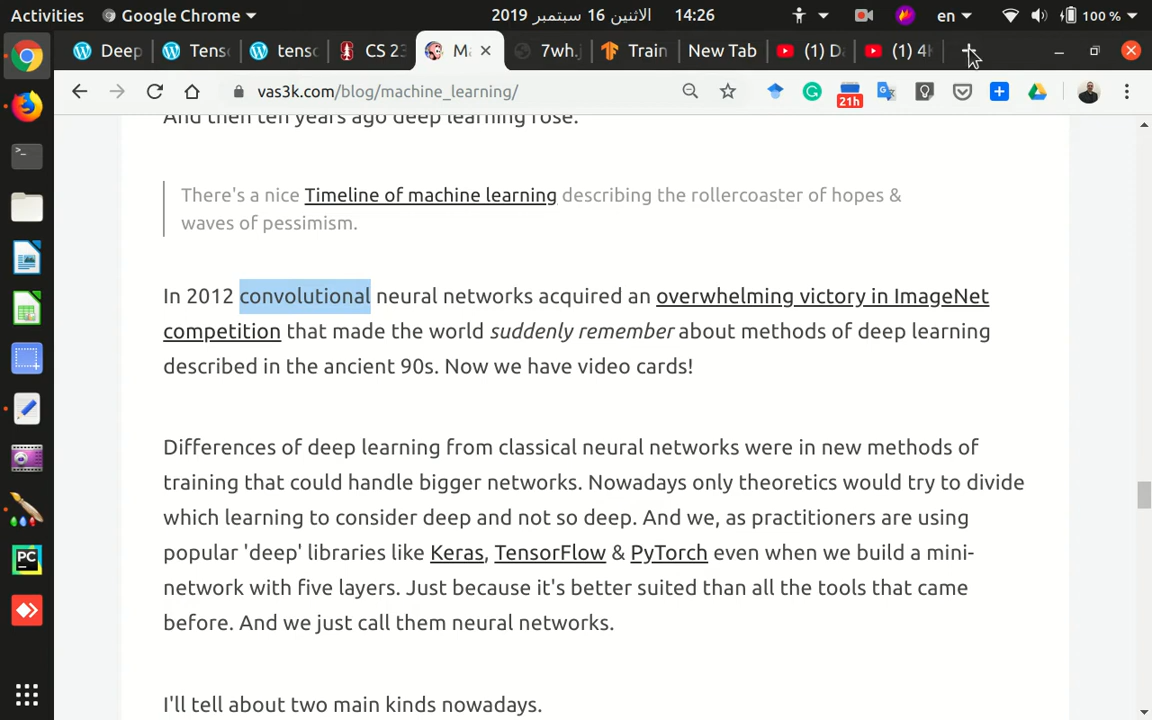 Activities Google Chrome الاثنين 16 سبتمبر 2019 14:26 en 100 %
Deep Tens tens CS 23 Ma 7wh. Train New Tab (1) D (1) 4
vas3k.com/blog/machine_learning/ 21h
And then ten years ago deep learning rose.
There's a nice Timeline of machine learning describing the rollercoaster of hopes &
waves of pessimism.
In 2012 convolutional neural networks acquired an overwhelming victory in ImageNet
competition that made the world suddenly remember about methods of deep learning
described in the ancient 90s. Now we have video cards!
Differences of deep learning from classical neural networks were in new methods of
training that could handle bigger networks. Nowadays only theoretics would try to divide
which learning to consider deep and not so deep. And we, as practitioners are using
popular 'deep' libraries like Keras, TensorFlow & PyTorch even when we build a mini-
network with five layers. Just because it's better suited than all the tools that came
before. And we just call them neural networks.
I'll tell about two main kinds nowadays.
PC